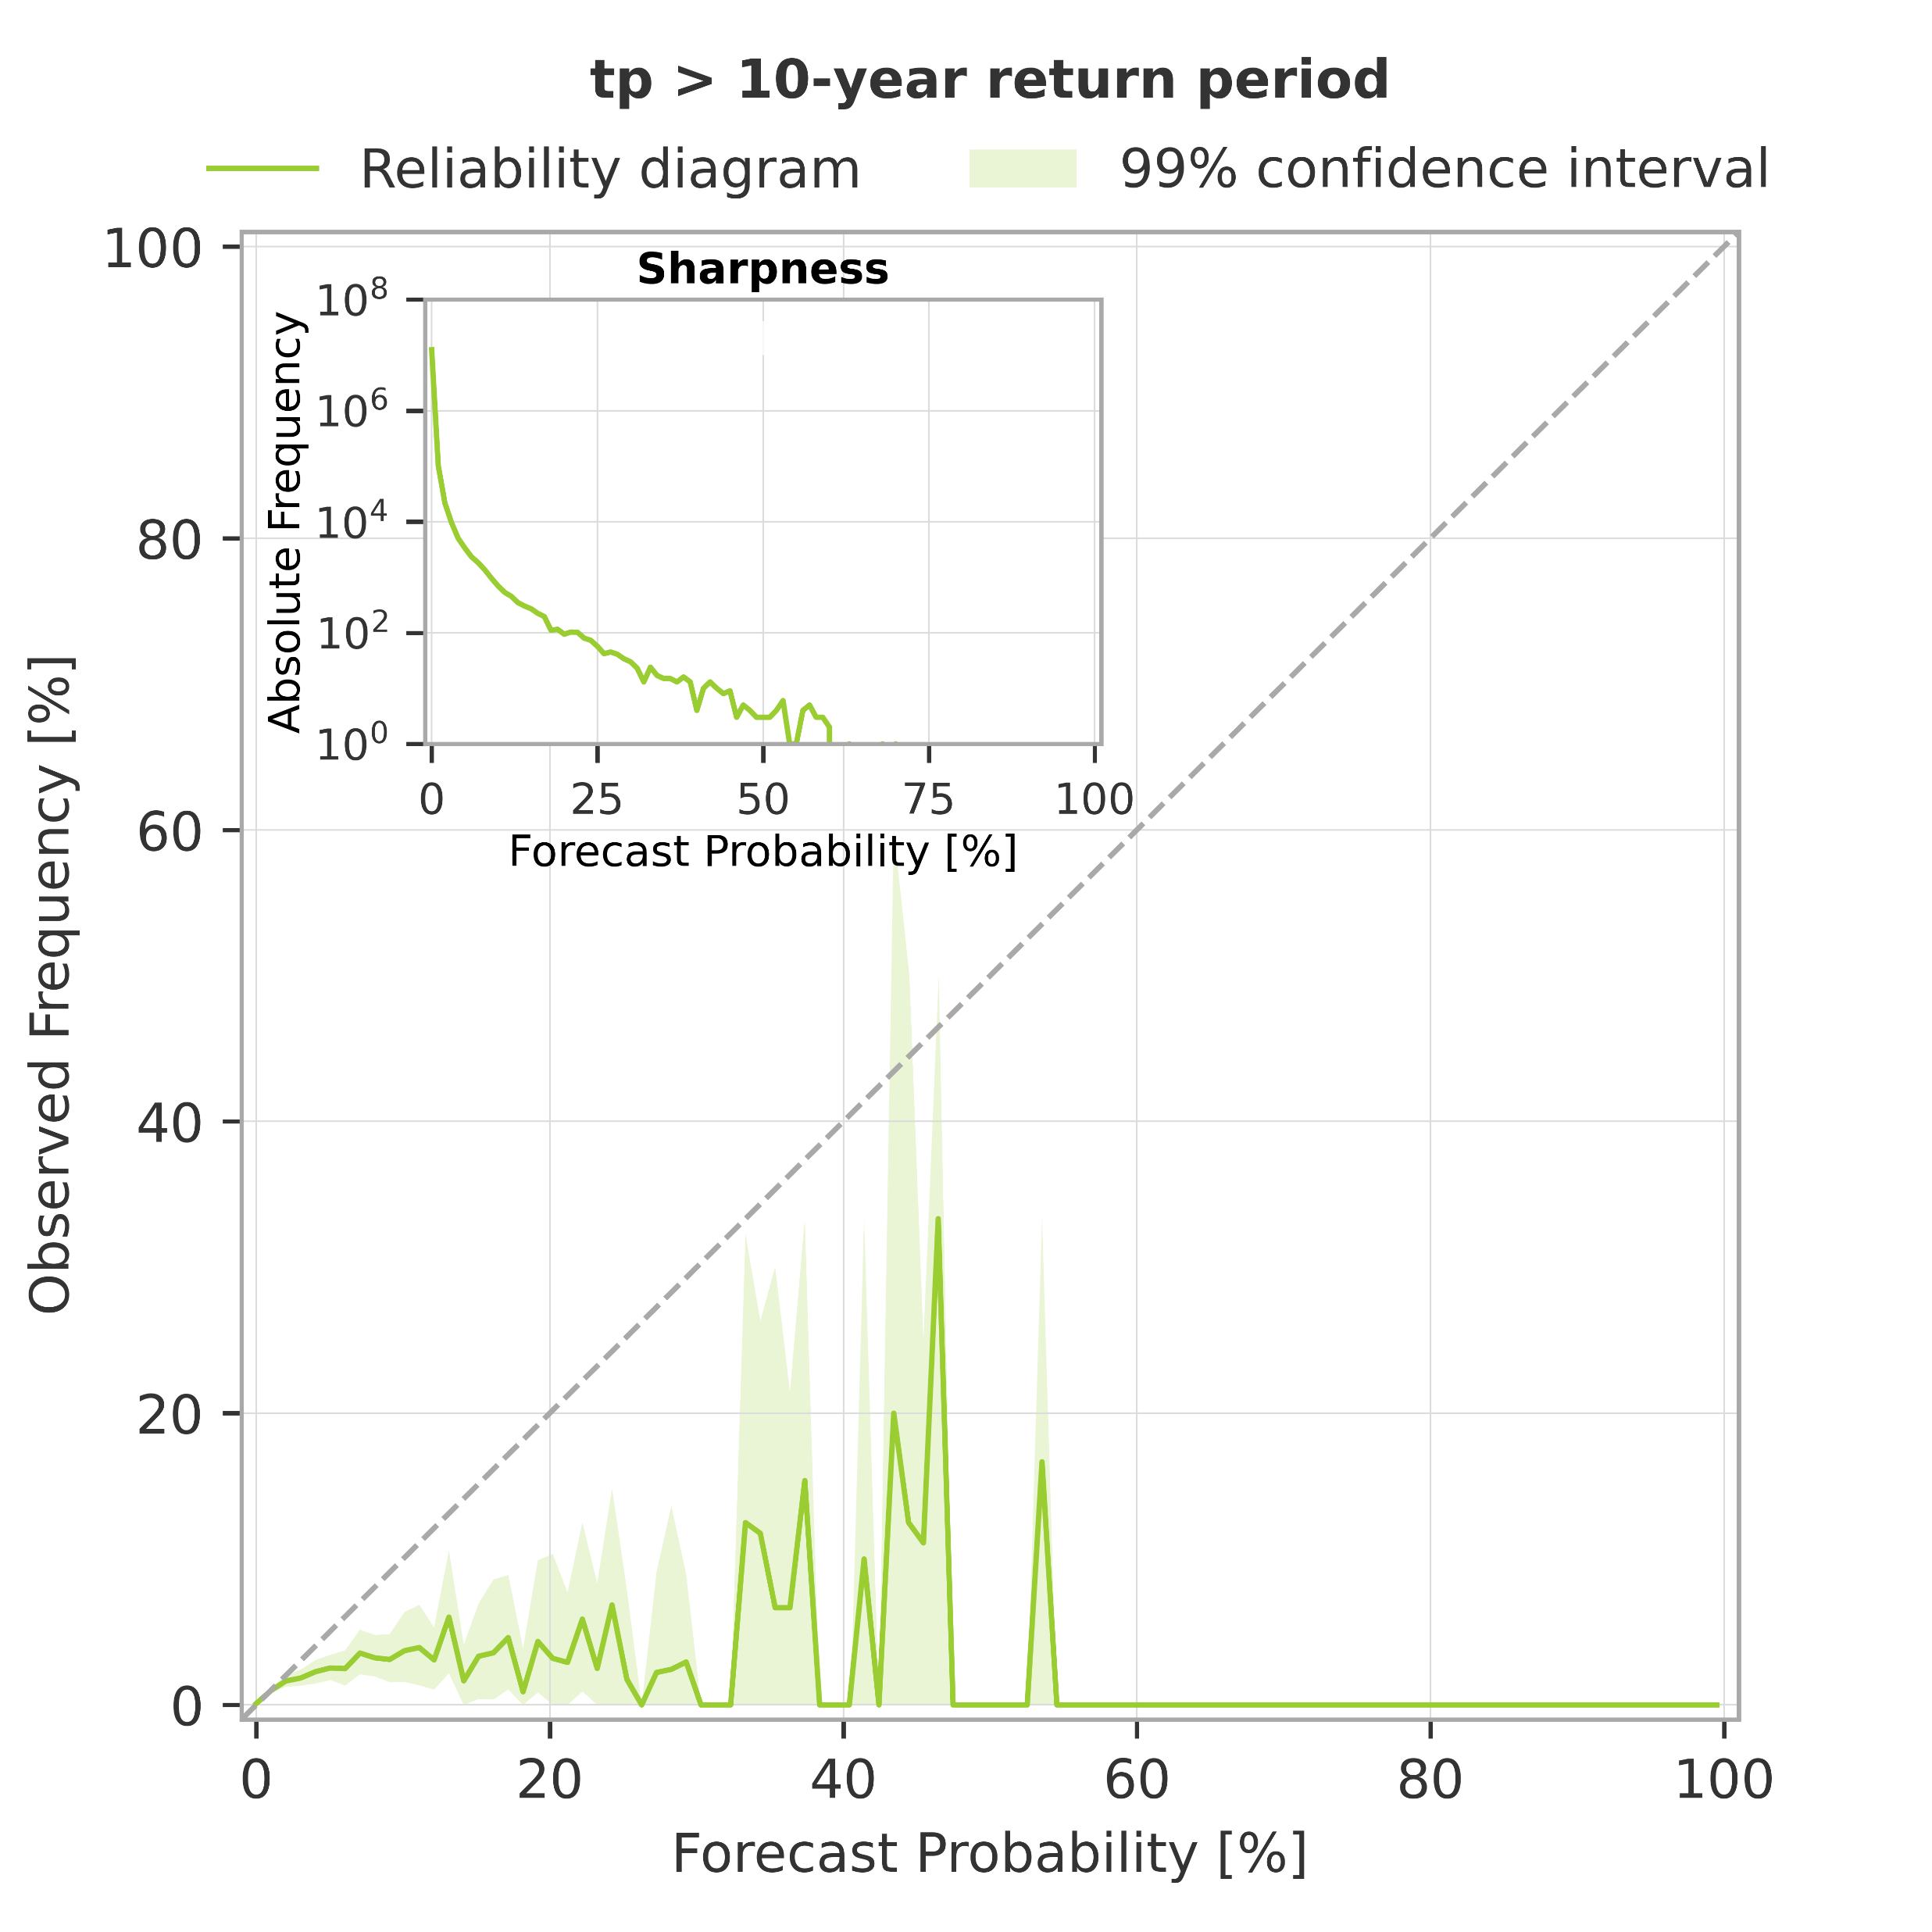 tp > 10-year return period
Reliability diagram 99% confidence interval
Observed Frequency [%]
100
80
60
40
20
0
Sharpness
Absolute Frequency
10^8
10^6
10^4
10^2
10^0
0 25 50 75 100
Forecast Probability [%]
0 20 40 60 80 100
Forecast Probability [%]